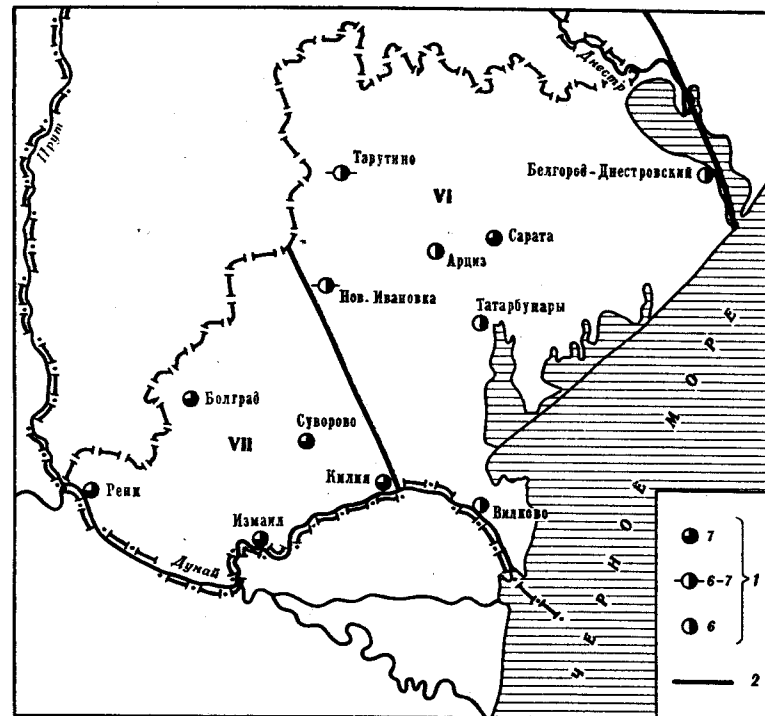 Днестр
Прут
Тарутино
Белгород-Днестровский
VI
Сарата
Арциз
Нов. Ивановка
Татарбунары
Болград
Суворово
VII
Килия
Рени
Вилково
Измаил
Дунай
ЧЕРНОЕ МОРЕ
7
6-7
1
6
2